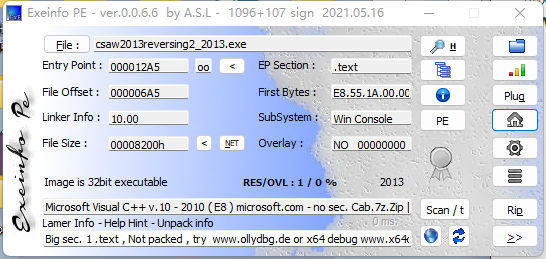 Exeinfo PE - ver.0.0.6.6 by A.S.L - 1096+107 sign 2021.05.16
File : csaw2013reversing2_2013.exe H
Entry Point : 000012A5 oo < EP Section : .text
File Offset : 000006A5 First Bytes : E8.55.1A.00.00 Plug
Linker Info : 10.00 SubSystem : Win Console PE
File Size : 00008200h < NET Overlay : NO 00000000
Image is 32bit executable RES/OVL : 1 / 0 % 2013
Microsoft Visual C++ v.10 - 2010 ( E8 ) microsoft.com - no sec. Cab.7z.Zip | Scan / t Rip
Lamer Info - Help Hint - Unpack info 0 ms.
Big sec. 1 .text , Not packed , try www.ollydbg.de or x64 debug www.x64 >>
Exeinfo Pe